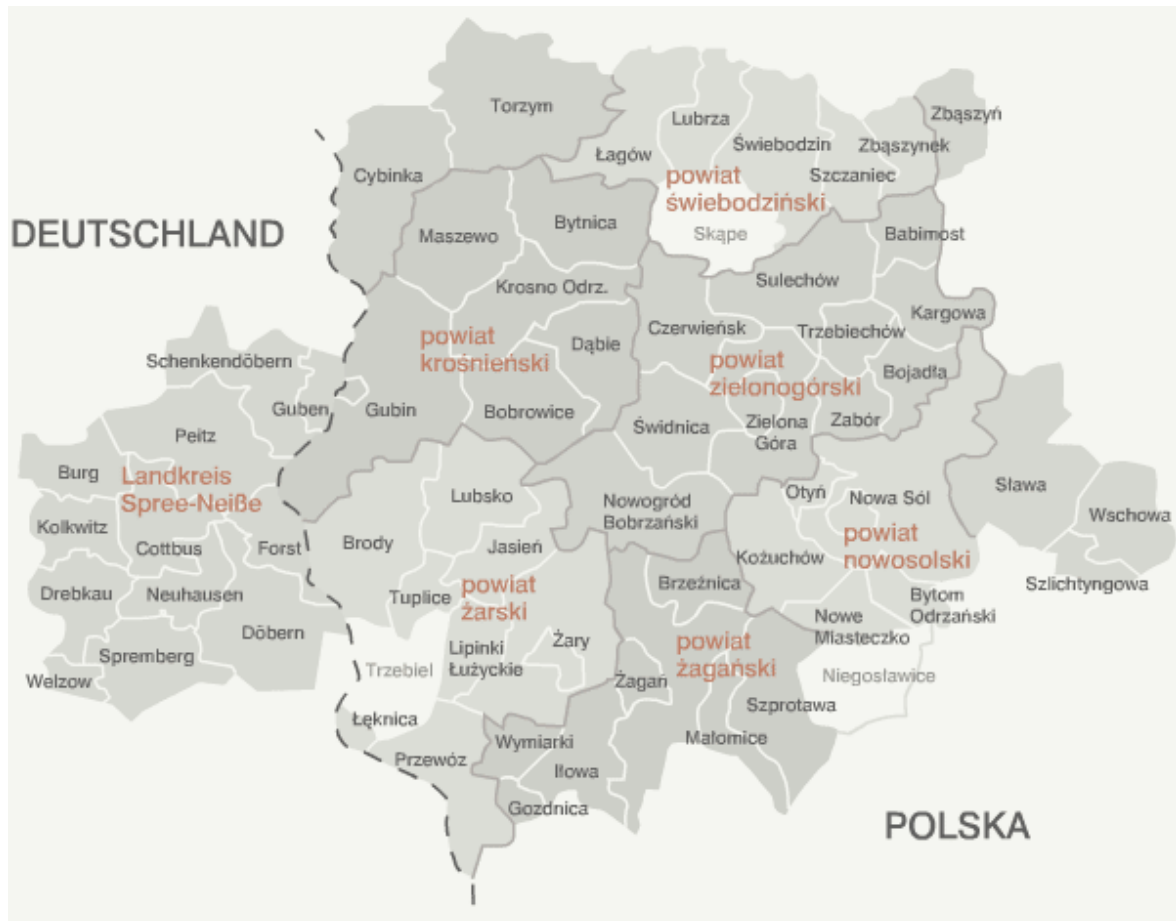 Torzym
Lubrza
Zbąszyń
Świebodzin
Zbąszynek
Łagów
Cybinka
Szczaniec
powiat
świebodziński
DEUTSCHLAND
Maszewo
Bytnica
Skąpe
Babimost
Sulechów
Krosno Odrz.
Kargowa
Czerwieńsk
Trzebiechów
powiat
krośnieński
Dąbie
Schenkendöbern
powiat
zielonogórski
Bojadła
Guben
Gubin
Bobrowice
Świdnica
Zielona
Góra
Zabór
Peitz
Burg
Landkreis
Spree-Neiße
Lubsko
Otyń
Nowa Sól
Sława
Wschowa
Nowogród
Bobrzański
Kolkwitz
Cottbus
Forst
Brody
Jasień
Kożuchów
powiat
nowosolski
Szlichtyngowa
Drebkau
Neuhausen
Tuplice
powiat
żarski
Brzeźnica
Bytom
Odrzański
Nowe
Miasteczko
Döbern
Spremberg
Welzow
Trzebiel
Lipinki
Łużyckie
Żary
Żagań
powiat
żagański
Niegosławice
Szprotawa
Łęknica
Przewóz
Wymiarki
Iłowa
Małomice
Gozdnica
POLSKA